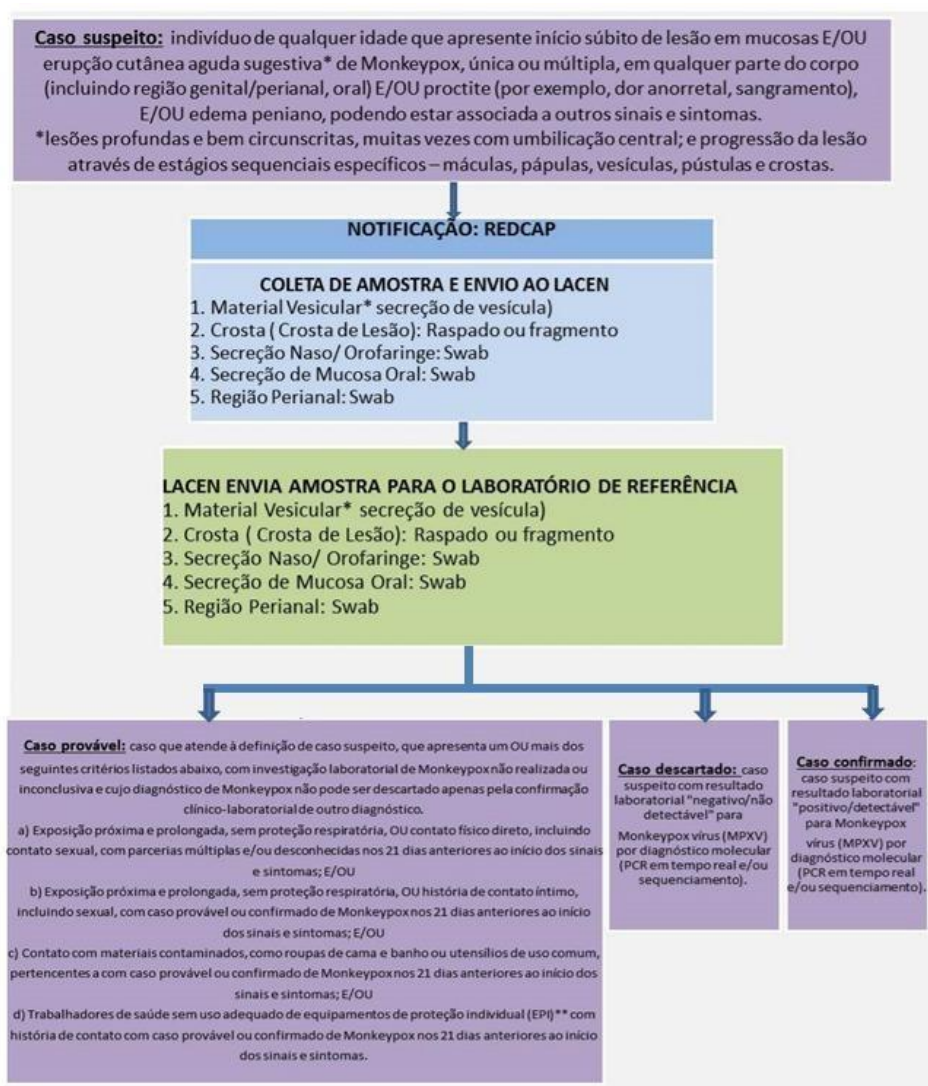 Caso suspeito: indivíduo de qualquer idade que apresente início súbito de lesão em mucosas E/OU
erupção cutânea aguda sugestiva* de Monkeypox, única ou múltipla, em qualquer parte do corpo
(incluindo região genital/perianal, oral) E/OU proctite (por exemplo, dor anorretal, sangramento),
E/OU edema peniano, podendo estar associada a outros sinais e sintomas.
*lesões profundas e bem circunscritas, muitas vezes com umbilicação central; e progressão da lesão
através de estágios sequenciais específicos – máculas, pápulas, vesículas, pústulas e crostas.
NOTIFICAÇÃO: REDCAP
COLETA DE AMOSTRA E ENVIO AO LACEN
1. Material Vesicular* secreção de vesícula)
2. Crosta ( Crosta de Lesão): Raspado ou fragmento
3. Secreção Naso/ Orofaringe: Swab
4. Secreção de Mucosa Oral: Swab
5. Região Perianal: Swab
LACEN ENVIA AMOSTRA PARA O LABORATÓRIO DE REFERÊNCIA
1. Material Vesicular* secreção de vesícula)
2. Crosta ( Crosta de Lesão): Raspado ou fragmento
3. Secreção Naso/ Orofaringe: Swab
4. Secreção de Mucosa Oral: Swab
5. Região Perianal: Swab
Caso provável: caso que atende à definição de caso suspeito, que apresenta um OU mais dos
seguintes critérios listados abaixo, com investigação laboratorial de Monkeypox não realizada ou
inconclusiva e cujo diagnóstico de Monkeypox não pode ser descartado apenas pela confirmação
clínico-laboratorial de outro diagnóstico.
a) Exposição próxima e prolongada, sem proteção respiratória, OU contato físico direto, incluindo
contato sexual, com parcerias múltiplas e/ou desconhecidas nos 21 dias anteriores ao início dos sinais
e sintomas; E/OU
b) Exposição próxima e prolongada, sem proteção respiratória, OU história de contato íntimo,
incluindo sexual, com caso provável ou confirmado de Monkeypox nos 21 dias anteriores ao início
dos sinais e sintomas; E/OU
c) Contato com materiais contaminados, como roupas de cama e banho ou utensílios de uso comum,
pertencentes a com caso provável ou confirmado de Monkeypox nos 21 dias anteriores ao início dos
sinais e sintomas; E/OU
d) Trabalhadores de saúde sem uso adequado de equipamentos de proteção individual (EPI)** com
história de contato com caso provável ou confirmado de Monkeypox nos 21 dias anteriores ao início
dos sinais e sintomas.
Caso descartado: caso
suspeito com resultado
laboratorial "negativo/não
detectável" para
Monkeypox vírus (MPXV)
por diagnóstico molecular
(PCR em tempo real e/ou
sequenciamento).
Caso confirmado:
caso suspeito com
resultado laboratorial
"positivo/detectável"
para Monkeypox
vírus (MPXV) por
diagnóstico molecular
(PCR em tempo real
e/ou sequenciamento).